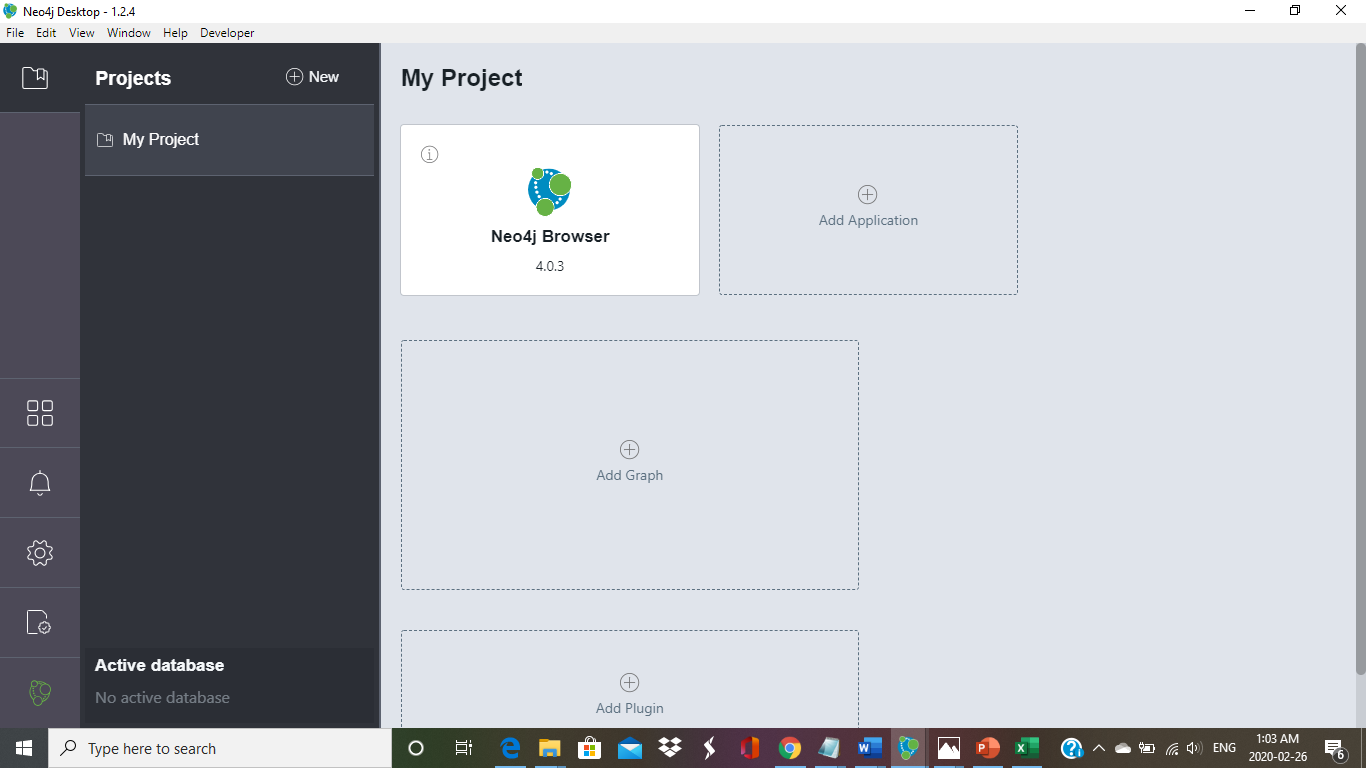 Neo4j Desktop - 1.2.4
File Edit View Window Help Developer
Projects
New
My Project
Active database
No active database
My Project
Neo4j Browser
4.0.3
Add Application
Add Graph
Add Plugin
Type here to search
ENG
1:03 AM
2020-02-26
6